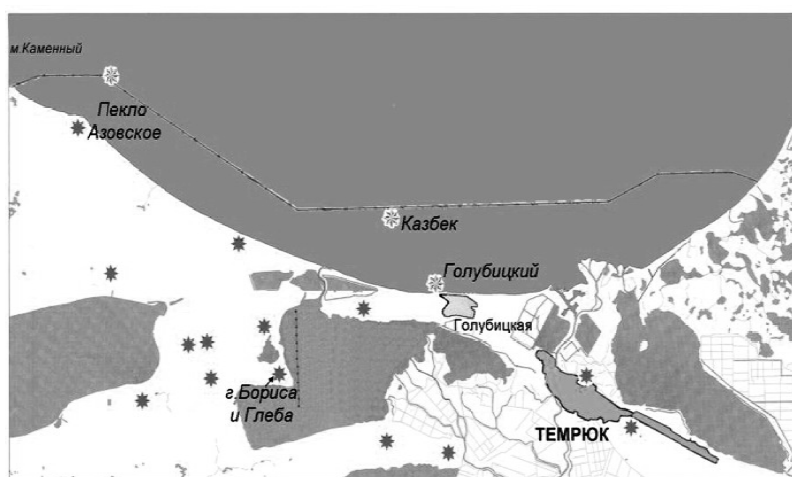 м.Каменный
Пекло
Азовское
Казбек
Голубицкий
Голубицкая
г.Бориса
и Глеба
ТЕМРЮК